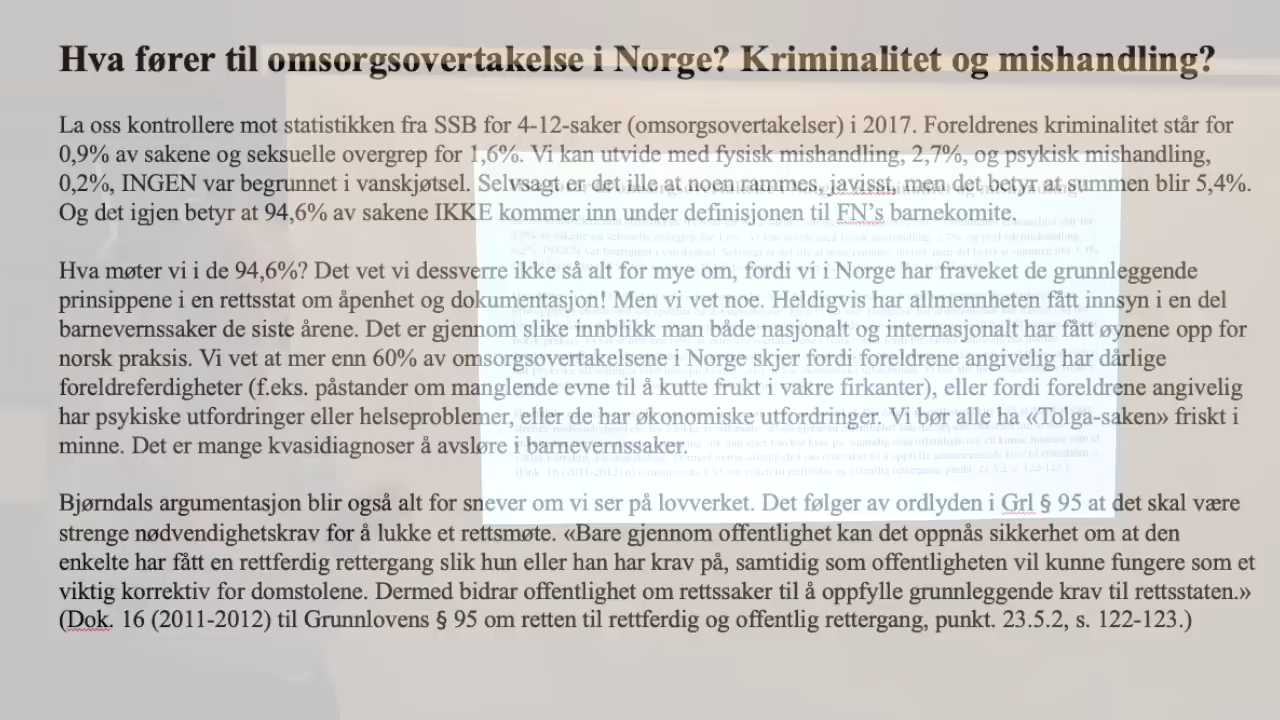 Hva fører til omsorgsovertakelse i Norge? Kriminalitet og mishandling?
La oss kontrollere mot statistikken fra SSB for 4-12-saker (omsorgsovertakelser) i 2017. Foreldrenes kriminalitet står for
0,9% av sakene og seksuelle overgrep for 1,6%. Vi kan utvide med fysisk mishandling, 2,7%, og psykisk mishandling,
0,2%, INGEN var begrunnet i vanskjøtsel. Selvsagt er det ille at noen rammes, javisst, men det betyr at summen blir 5,4%.
Og det igjen betyr at 94,6% av sakene IKKE kommer inn under definisjonen til FN’s barnekomite.
Hva møter vi i de 94,6%? Det vet vi dessverre ikke så alt for mye om, fordi vi i Norge har fraveket de grunnleggende
prinsippene i en rettsstat om åpenhet og dokumentasjon! Men vi vet noe. Heldigvis har allmennheten fått innsyn i en del
barnevernssaker de siste årene. Det er gjennom slike innblikk man både nasjonalt og internasjonalt har fått øynene opp for
norsk praksis. Vi vet at mer enn 60% av omsorgsovertakelsene i Norge skjer fordi foreldrene angivelig har dårlige
foreldreferdigheter (f.eks. påstander om manglende evne til å kutte frukt i vakre firkanter), eller fordi foreldrene angivelig
har psykiske utfordringer eller helseproblemer, eller de har økonomiske utfordringer. Vi bør alle ha «Tolga-saken» friskt i
minne. Det er mange kvasidiagnoser å avsløre i barnevernssaker.
Bjørndals argumentasjon blir også alt for snever om vi ser på lovverket. Det følger av ordlyden i Grl § 95 at det skal være
strenge nødvendighetskrav for å lukke et rettsmøte. «Bare gjennom offentlighet kan det oppnås sikkerhet om at den
enkelte har fått en rettferdig rettergang slik hun eller han har krav på, samtidig som offentligheten vil kunne fungere som et
viktig korrektiv for domstolene. Dermed bidrar offentlighet om rettssaker til å oppfylle grunnleggende krav til rettsstaten.»
(Dok. 16 (2011-2012) til Grunnlovens § 95 om retten til rettferdig og offentlig rettergang, punkt. 23.5.2, s. 122-123.)